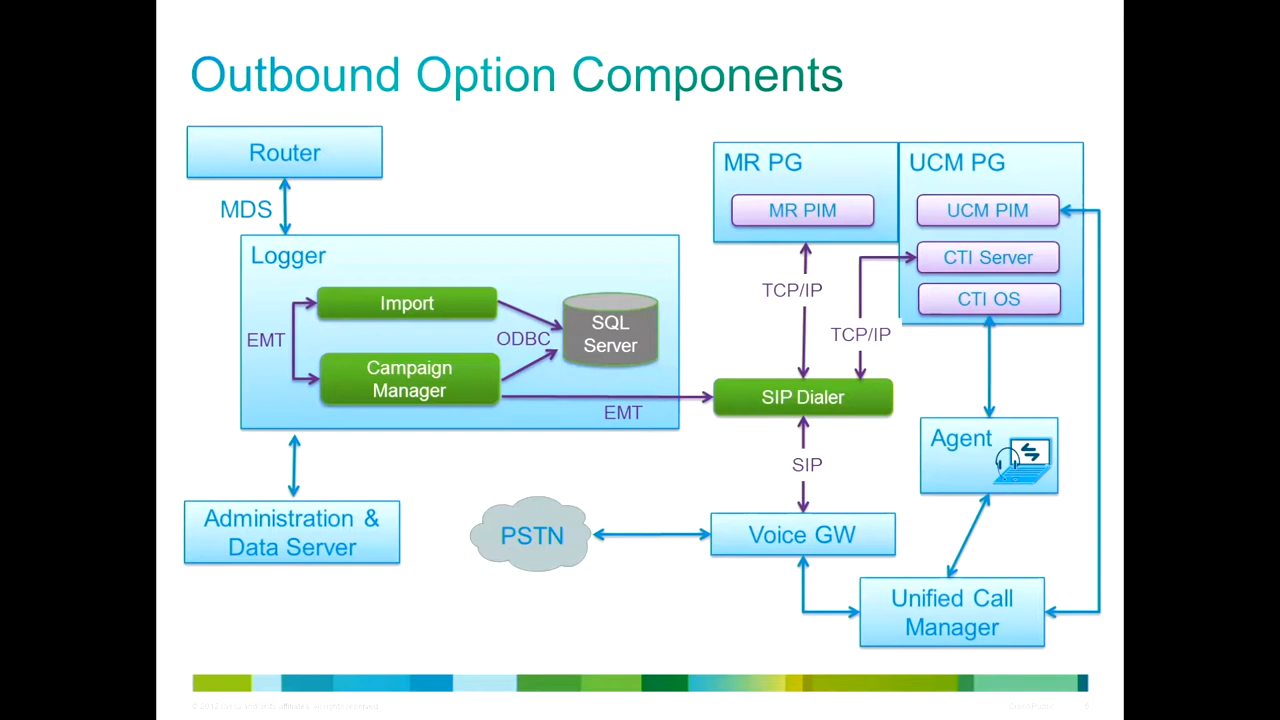 Outbound Option Components
Router
MDS
Logger
Import
EMT
ODBC
SQL
Server
Campaign
Manager
EMT
MR PG
MR PIM
UCM PG
UCM PIM
CTI Server
CTI OS
TCP/IP
TCP/IP
SIP Dialer
SIP
Agent
Administration &
Data Server
PSTN
Voice GW
Unified Call
Manager